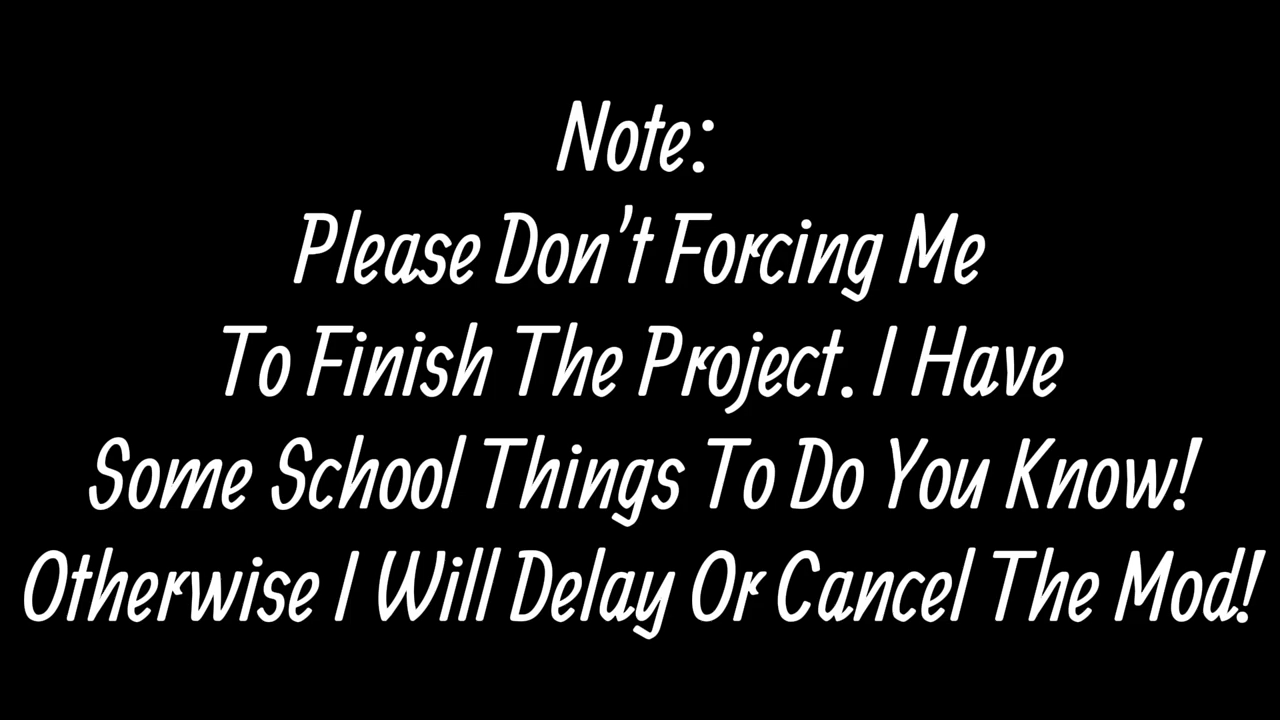 Note:
Please Don't Forcing Me
To Finish The Project. I Have
Some School Things To Do You Know!
Otherwise I Will Delay Or Cancel The Mod!